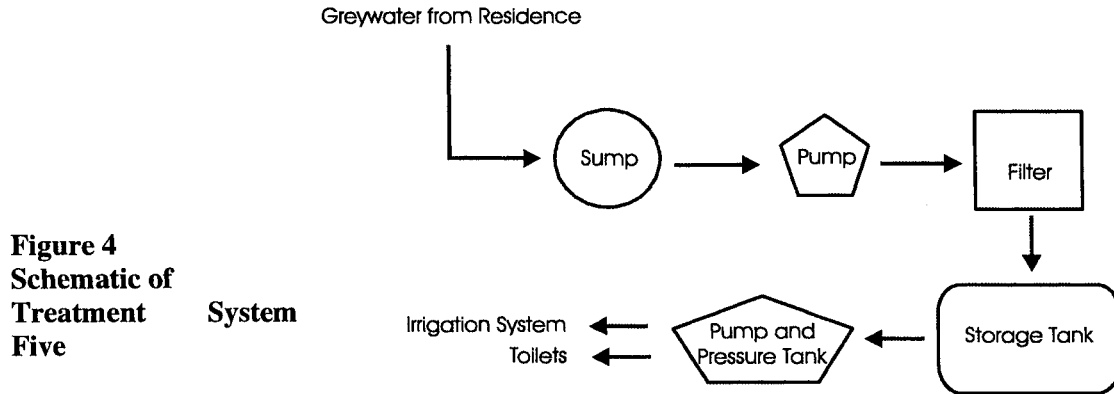 Greywater from Residence
Sump
Pump
Filter
Figure 4
Schematic of
Treatment System
Five
Irrigation System
Toilets
Pump and
Pressure Tank
Storage Tank